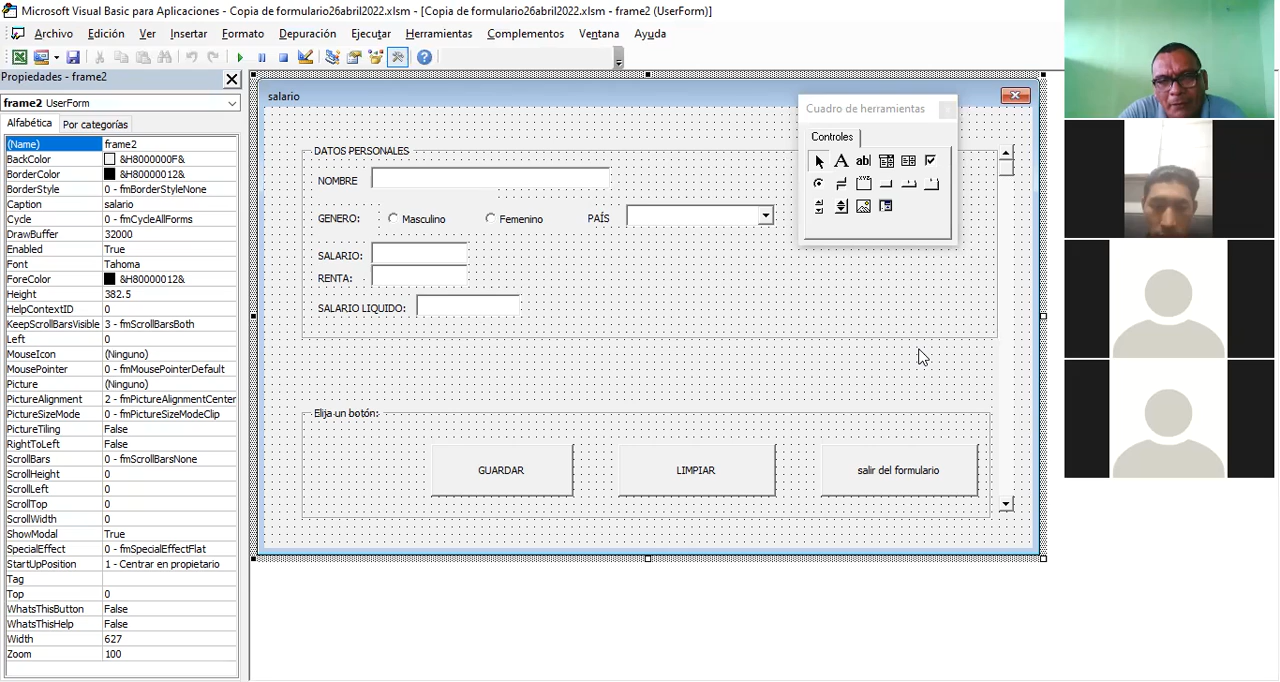 Microsoft Visual Basic para Aplicaciones - Copia de formulario26abril2022.xlsm - [Copia de formulario26abril2022.xlsm - frame2 (UserForm)]
Archivo Edición Ver Insertar Formato Depuración Ejecutar Herramientas Complementos Ventana Ayuda
Propiedades - frame2
frame2 UserForm
Alfabética Por categorías
(Name) frame2
BackColor &H8000000F&
BorderColor &H80000012&
BorderStyle 0 - fmBorderStyleNone
Caption salario
Cycle 0 - fmCycleAllForms
DrawBuffer 32000
Enabled True
Font Tahoma
ForeColor &H80000012&
Height 382.5
HelpContextID 0
KeepScrollBarsVisible 3 - fmScrollBarsBoth
Left 0
MouseIcon (Ninguno)
MousePointer 0 - fmMousePointerDefault
Picture (Ninguno)
PictureAlignment 2 - fmPictureAlignmentCenter
PictureSizeMode 0 - fmPictureSizeModeClip
PictureTiling False
RightToLeft False
ScrollBars 0 - fmScrollBarsNone
ScrollHeight 0
ScrollLeft 0
ScrollTop 0
ScrollWidth 0
ShowModal True
SpecialEffect 0 - fmSpecialEffectFlat
StartUpPosition 1 - Centrar en propietario
Tag
Top 0
WhatsThisButton False
WhatsThisHelp False
Width 627
Zoom 100
salario
DATOS PERSONALES
NOMBRE
GENERO: Masculino Femenino PAÍS
SALARIO:
RENTA:
SALARIO LIQUIDO:
Elija un botón:
GUARDAR LIMPIAR salir del formulario
Cuadro de herramientas
Controles
A ab|